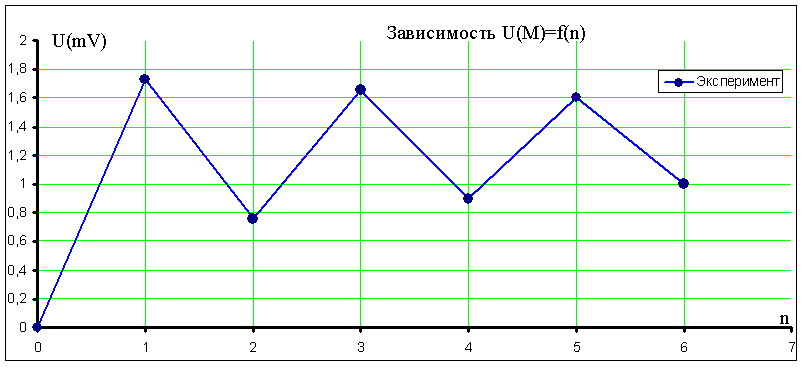 Зависимость U(M)=f(n)
U(mV)
Эксперимент
2
1,8
1,6
1,4
1,2
1
0,8
0,6
0,4
0,2
0
n
0 1 2 3 4 5 6 7